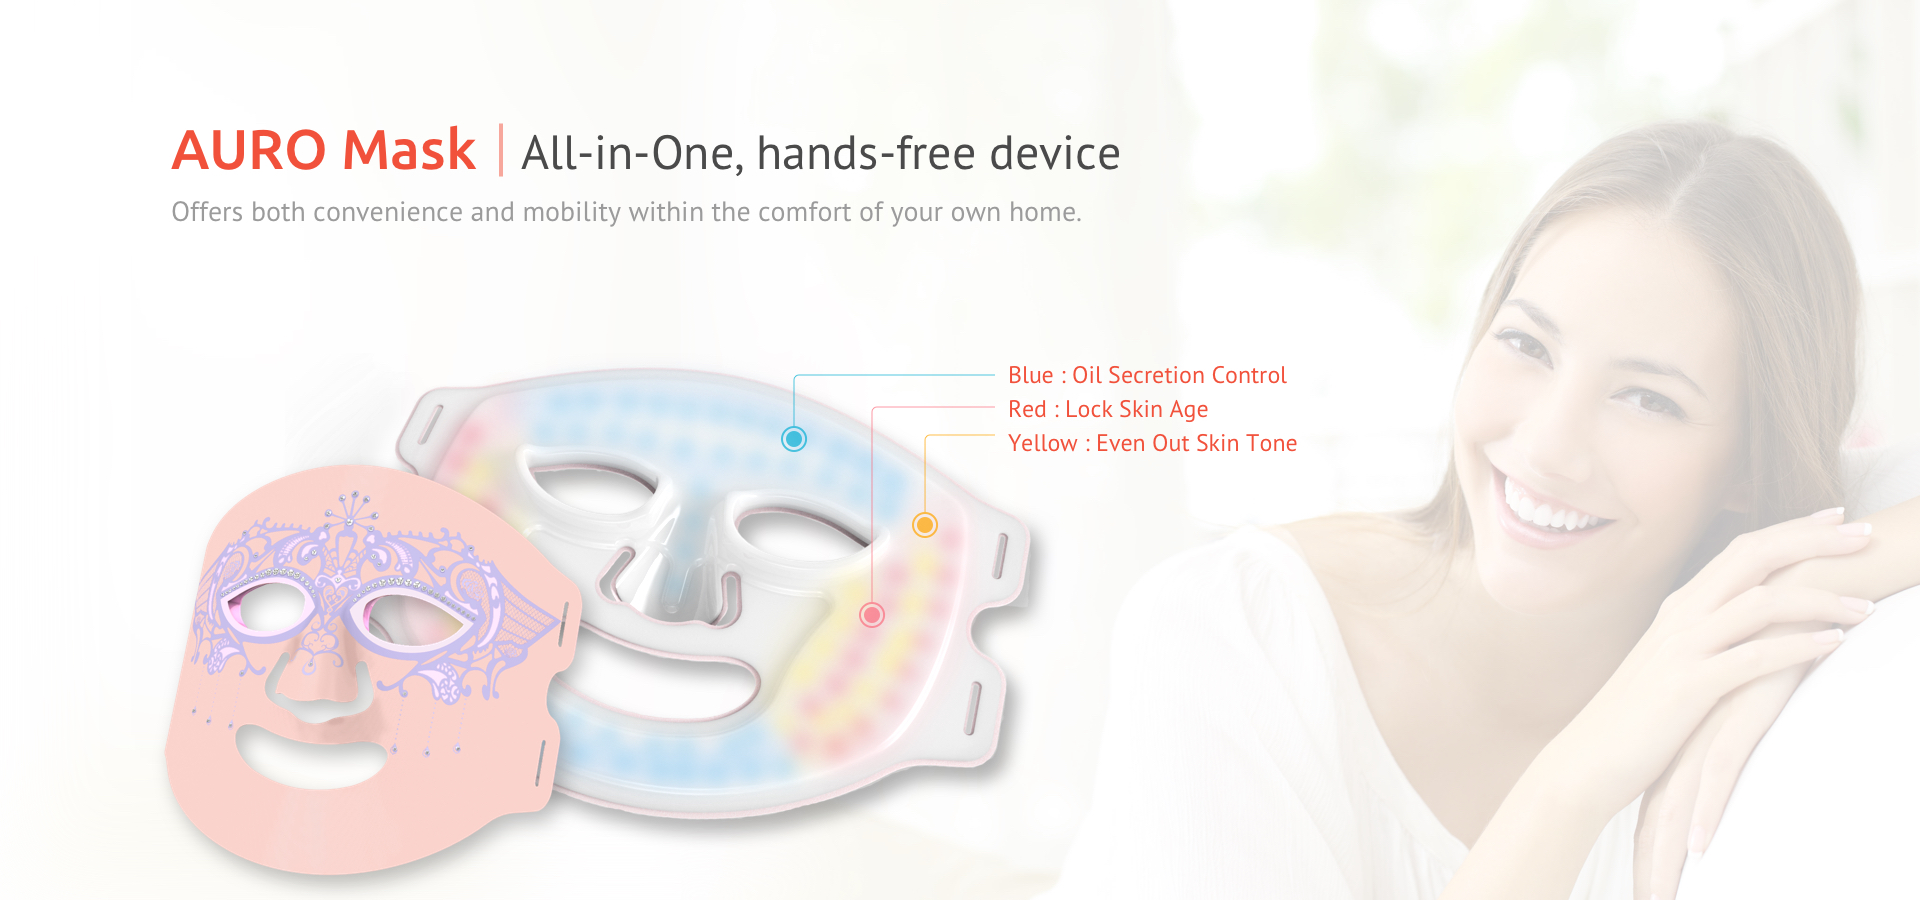 AURO Mask | All-in-One, hands-free device
Offers both convenience and mobility within the comfort of your own home.
Blue : Oil Secretion Control
Red : Lock Skin Age
Yellow : Even Out Skin Tone